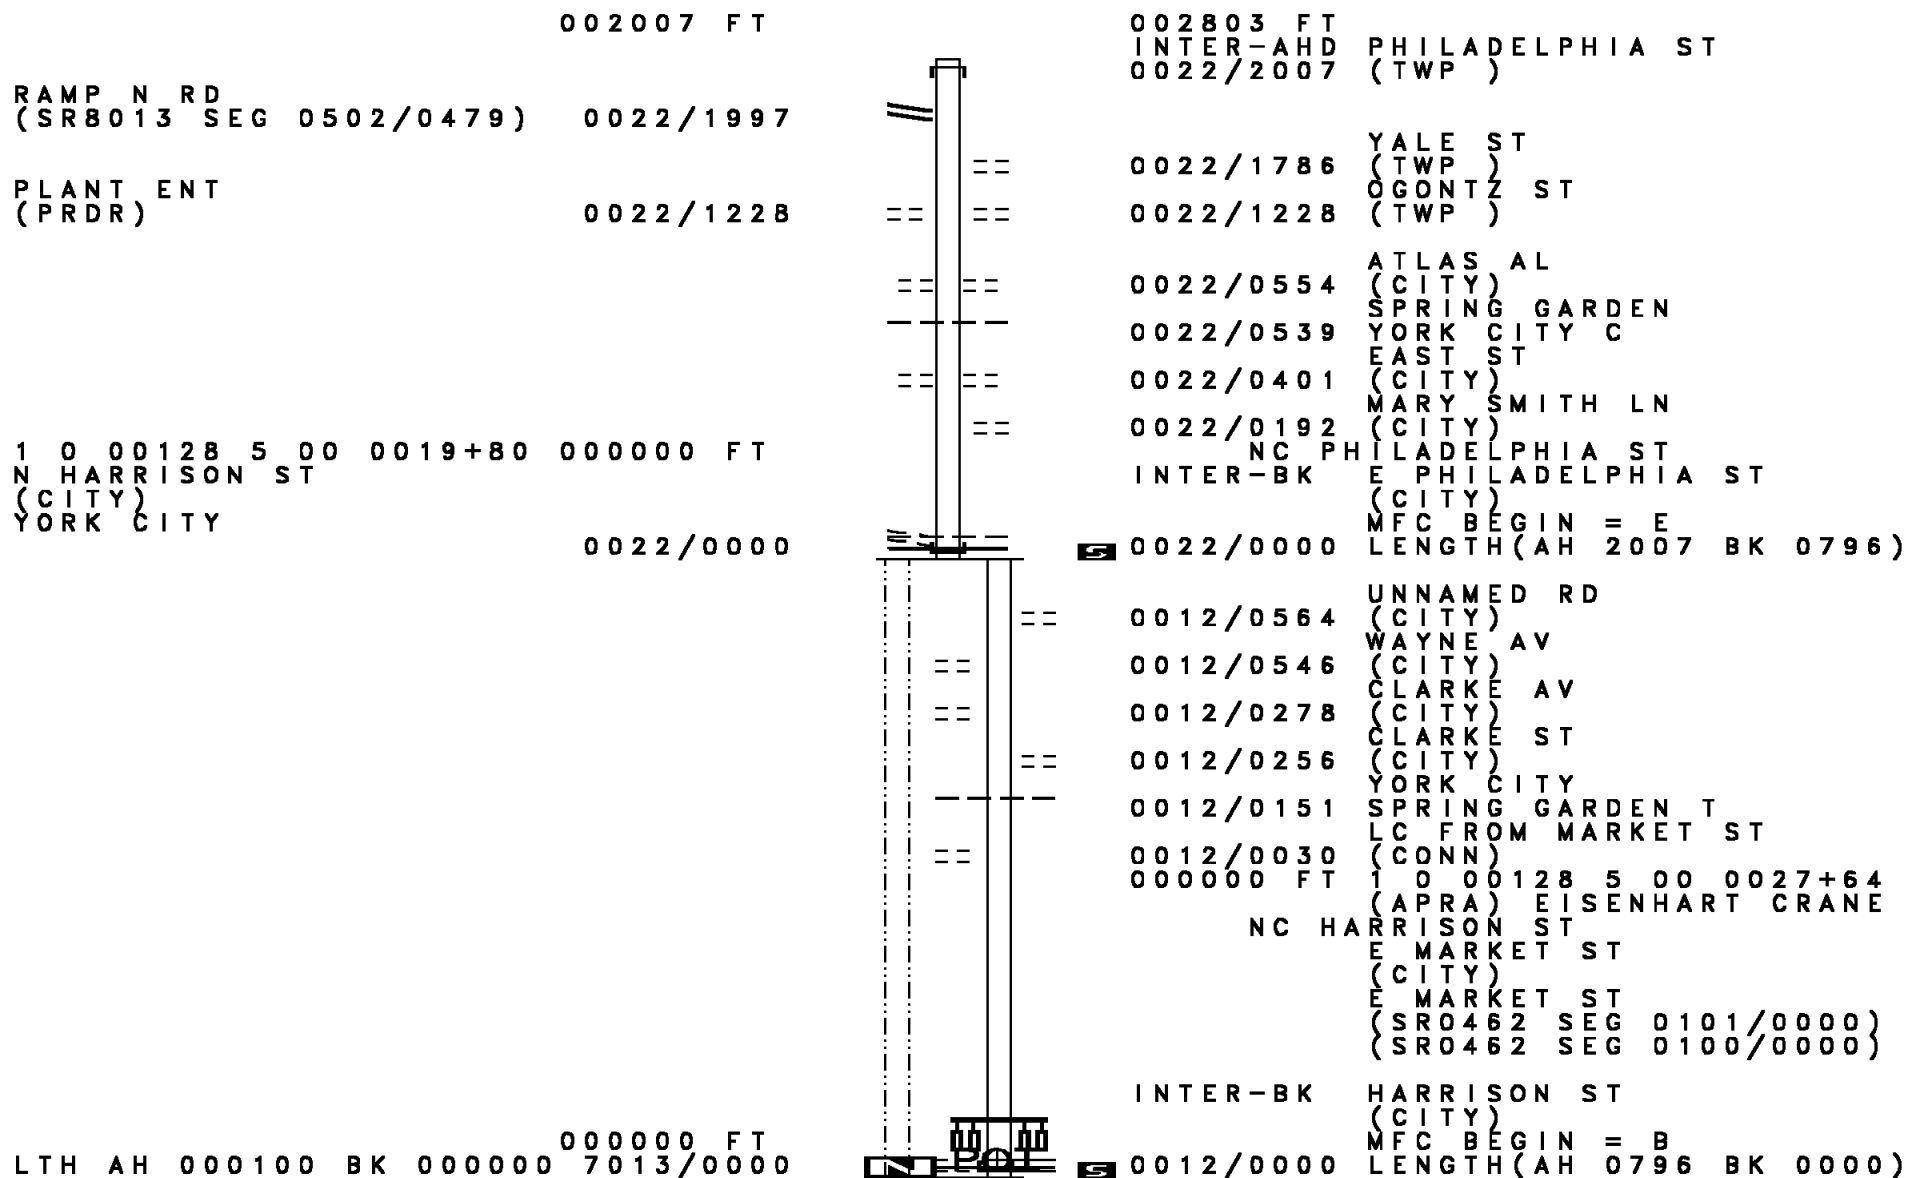 002007 FT 002803 FT
INTER-AHD PHILADELPHIA ST
0022/2007 (TWP )
RAMP N RD
(SR8013 SEG 0502/0479) 0022/1997
YALE ST
0022/1786 (TWP )
PLANT ENT OGONTZ ST
(PRDR) 0022/1228 0022/1228 (TWP )
ATLAS AL
0022/0554 (CITY)
SPRING GARDEN
0022/0539 YORK CITY C
EAST ST
0022/0401 (CITY)
MARY SMITH LN
0022/0192 (CITY)
1 0 00128 5 00 0019+80 000000 FT NC PHILADELPHIA ST
N HARRISON ST INTER-BK E PHILADELPHIA ST
(CITY) (CITY)
YORK CITY MFC BEGIN = E
0022/0000 S 0022/0000 LENGTH(AH 2007 BK 0796)
UNNAMED RD
0012/0564 (CITY)
WAYNE AV
0012/0546 (CITY)
CLARKE AV
0012/0278 (CITY)
CLARKE ST
0012/0256 (CITY)
YORK CITY
0012/0151 SPRING GARDEN T
LC FROM MARKET ST
0012/0030 (CONN)
000000 FT 1 0 00128 5 00 0027+64
(APRA) EISENHART CRANE
NC HARRISON ST
E MARKET ST
(CITY)
E MARKET ST
(SR0462 SEG 0101/0000)
(SR0462 SEG 0100/0000)
INTER-BK HARRISON ST
(CITY)
000000 FT MFC BEGIN = B
LTH AH 000100 BK 000000 7013/0000 N S 0012/0000 LENGTH(AH 0796 BK 0000)